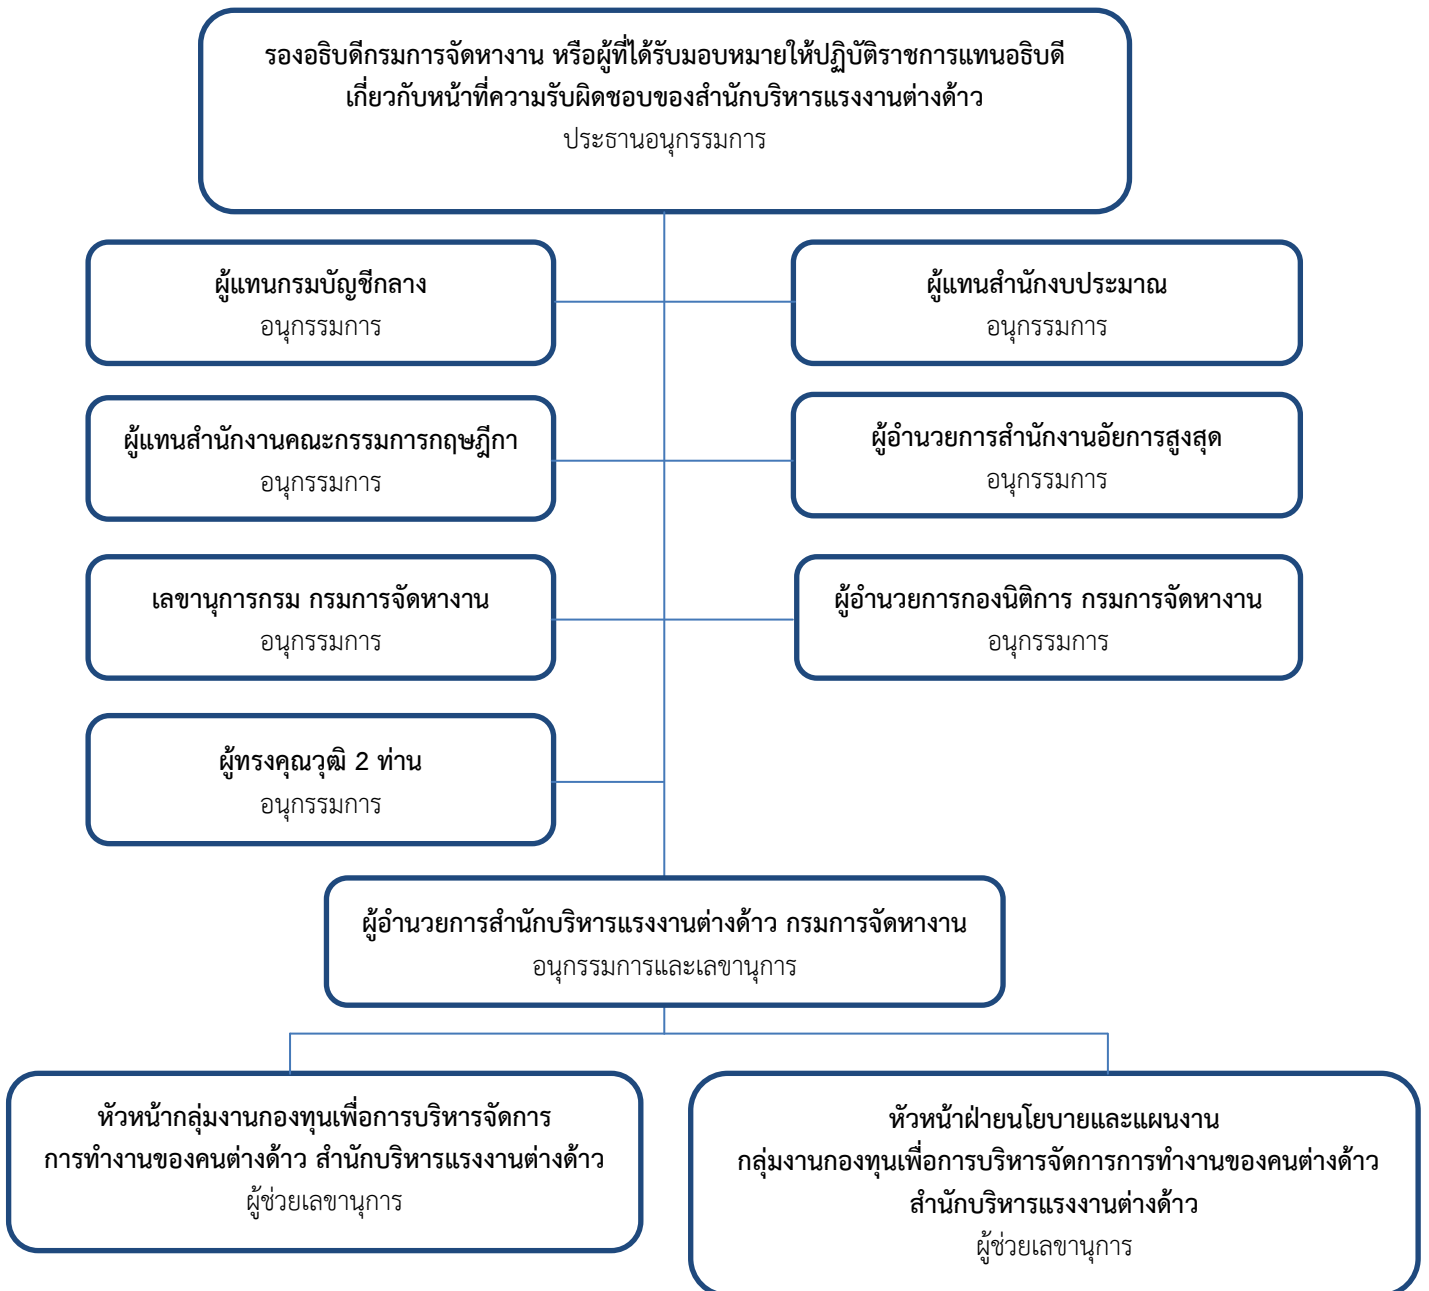 รองอธิบดีกรมการจัดหางาน หรือผู้ที่ได้รับมอบหมายให้ปฏิบัติราชการแทนอธิบดี
เกี่ยวกับหน้าที่ความรับผิดชอบของสำนักบริหารแรงงานต่างด้าว
ประธานอนุกรรมการ
ผู้แทนกรมบัญชีกลาง
อนุกรรมการ
ผู้แทนสำนักงบประมาณ
อนุกรรมการ
ผู้แทนสำนักงานคณะกรรมการกฤษฎีกา
อนุกรรมการ
ผู้อำนวยการสำนักงานอัยการสูงสุด
อนุกรรมการ
เลขานุการกรม กรมการจัดหางาน
อนุกรรมการ
ผู้อำนวยการกองนิติการ กรมการจัดหางาน
อนุกรรมการ
ผู้ทรงคุณวุฒิ 2 ท่าน
อนุกรรมการ
ผู้อำนวยการสำนักบริหารแรงงานต่างด้าว กรมการจัดหางาน
อนุกรรมการและเลขานุการ
หัวหน้ากลุ่มงานกองทุนเพื่อการบริหารจัดการ
การทำงานของคนต่างด้าว สำนักบริหารแรงงานต่างด้าว
ผู้ช่วยเลขานุการ
หัวหน้าฝ่ายนโยบายและแผนงาน
กลุ่มงานกองทุนเพื่อการบริหารจัดการการทำงานของคนต่างด้าว
สำนักบริหารแรงงานต่างด้าว
ผู้ช่วยเลขานุการ